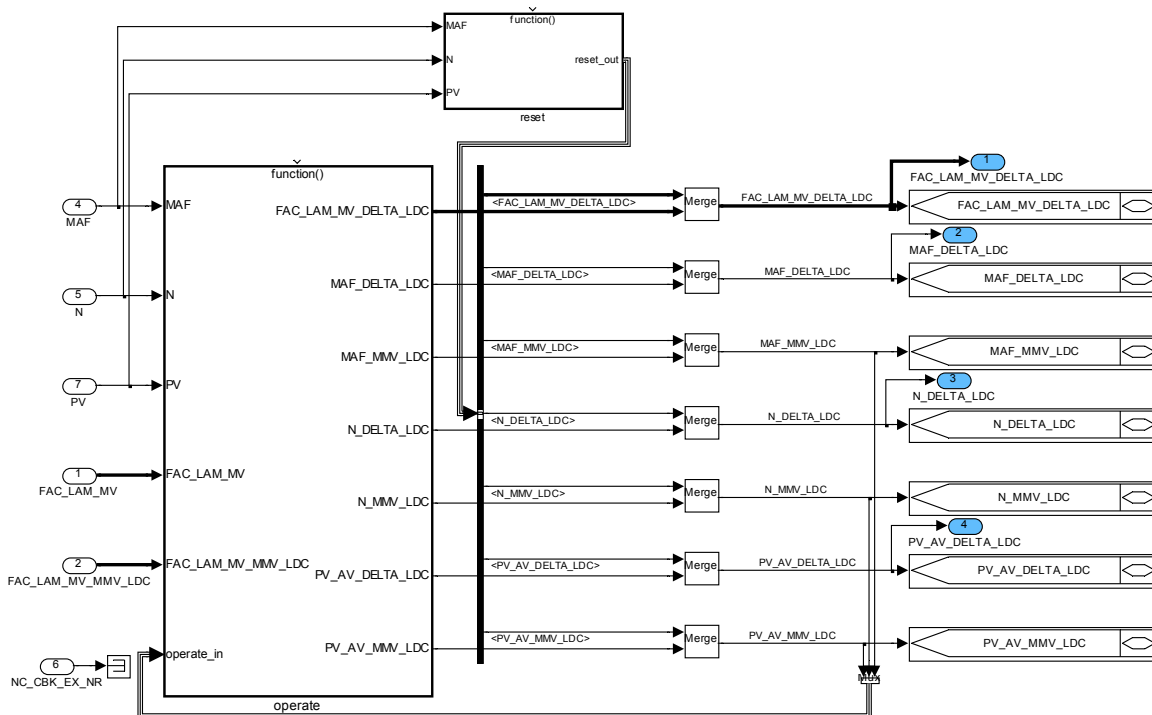 function()
MAF
N
reset_out
PV
reset
function()
1
FAC_LAM_MV_DELTA_LDC
4
MAF
MAF
FAC_LAM_MV_DELTA_LDC
<FAC_LAM_MV_DELTA_LDC>
Merge
FAC_LAM_MV_DELTA_LDC
FAC_LAM_MV_DELTA_LDC
2
MAF_DELTA_LDC
5
N
N
MAF_DELTA_LDC
<MAF_DELTA_LDC>
Merge
MAF_DELTA_LDC
MAF_DELTA_LDC
MAF_MMV_LDC
<MAF_MMV_LDC>
Merge
MAF_MMV_LDC
MAF_MMV_LDC
7
PV
PV
3
N_DELTA_LDC
N_DELTA_LDC
<N_DELTA_LDC>
Merge
N_DELTA_LDC
N_DELTA_LDC
1
FAC_LAM_MV
FAC_LAM_MV
N_MMV_LDC
<N_MMV_LDC>
Merge
N_MMV_LDC
N_MMV_LDC
4
PV_AV_DELTA_LDC
2
FAC_LAM_MV_MMV_LDC
FAC_LAM_MV_MMV_LDC
PV_AV_DELTA_LDC
<PV_AV_DELTA_LDC>
Merge
PV_AV_DELTA_LDC
PV_AV_DELTA_LDC
6
NC_CBK_EX_NR
operate_in
PV_AV_MMV_LDC
<PV_AV_MMV_LDC>
Merge
PV_AV_MMV_LDC
PV_AV_MMV_LDC
Mux
operate